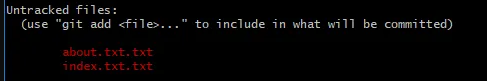 Untracked files:
(use "git add <file>..." to include in what will be committed)
about.txt.txt
index.txt.txt